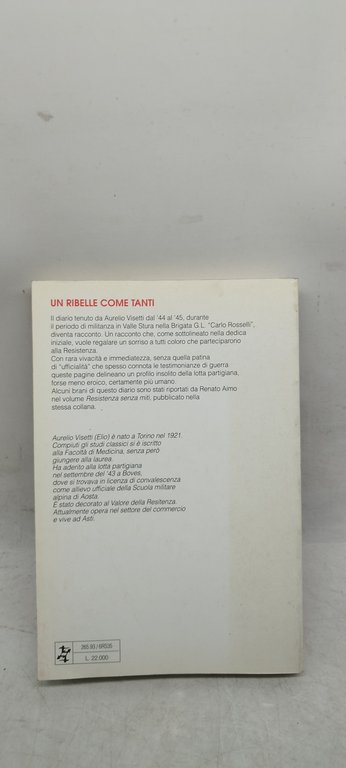 UN RIBELLE COME TANTI
Il diario tenuto da Aurelio Visetti dal '44 al '45, durante
il periodo di militanza in Valle Stura nella Brigata G.L. "Carlo Rosselli",
diventa racconto. Un racconto che, come sottolineato nella dedica
iniziale, vuole regalare un sorriso a tutti coloro che parteciparono
alla Resistenza.
Con rara vivacità e immediatezza, senza quella patina
di "ufficialità" che spesso connota le testimonianze di guerra
queste pagine delineano un profilo insolito della lotta partigiana,
forse meno eroico, certamente più umano.
Alcuni brani di questo diario sono stati riportati da Renato Aimo
nel volume Resistenza senza miti, pubblicato nella
stessa collana.
Aurelio Visetti (Elio) è nato a Torino nel 1921.
Compiuti gli studi classici si è iscritto
alla Facoltà di Medicina, senza però
giungere alla laurea.
Ha aderito alla lotta partigiana
nel settembre del '43 a Boves,
dove si trovava in licenza di convalescenza
come allievo ufficiale della Scuola militare
alpina di Aosta.
E stato decorato al Valore della Resitenza.
Attualmente opera nel settore del commercio
e vive ad Asti.
265.93 / 6R535
L. 22.000